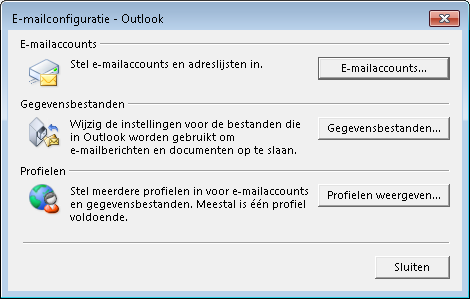 E-mailconfiguratie - Outlook
E-mailaccounts
Stel e-mailaccounts en adreslijsten in.
E-mailaccounts...
Gegevensbestanden
Wijzig de instellingen voor de bestanden die
in Outlook worden gebruikt om
e-mailberichten en documenten op te slaan.
Gegevensbestanden...
Profielen
Stel meerdere profielen in voor e-mailaccounts
en gegevensbestanden. Meestal is één profiel
voldoende.
Profielen weergeven...
Sluiten